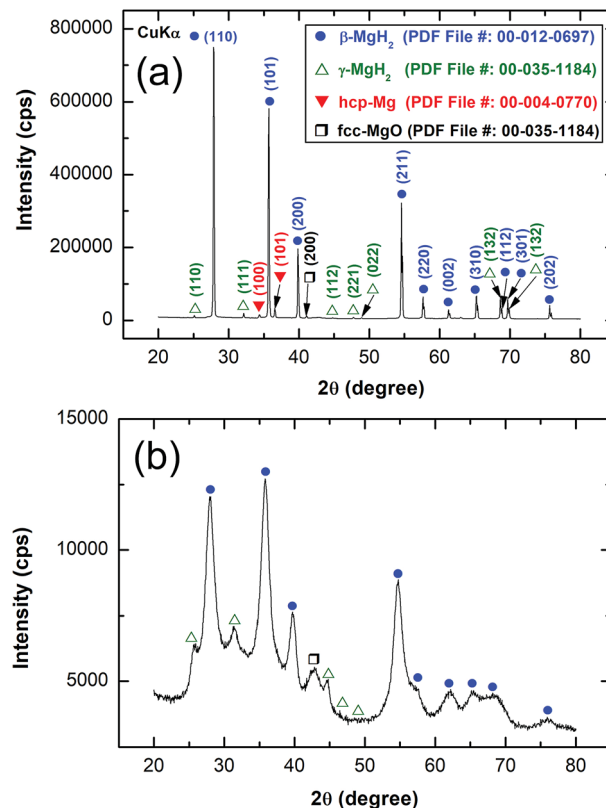 CuKα
(a)
β-MgH₂ (PDF File #: 00-012-0697)
γ-MgH₂ (PDF File #: 00-035-1184)
hcp-Mg (PDF File #: 00-004-0770)
fcc-MgO (PDF File #: 00-035-1184)
Intensity (cps)
800000
600000
400000
200000
0
(110)
(110)
(111)
(100)
(101)
(101)
(200)
(200)
(112)
(221)
(022)
(211)
(220)
(002)
(310)
(132)
(112)
(301)
(132)
(202)
20 30 40 50 60 70 80
2θ (degree)
(b)
Intensity (cps)
15000
10000
5000
20 30 40 50 60 70 80
2θ (degree)